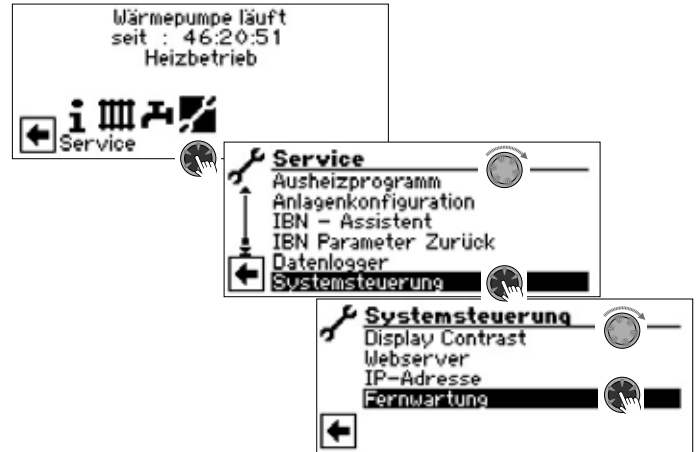 Wärmepumpe läuft
seit : 46:20:51
Heizbetrieb
Service
Service
Ausheizprogramm
Anlagenkonfiguration
IBN - Assistent
IBN Parameter Zurück
Datenlogger
Systemsteuerung
Systemsteuerung
Display Contrast
Webserver
IP-Adresse
Fernwartung